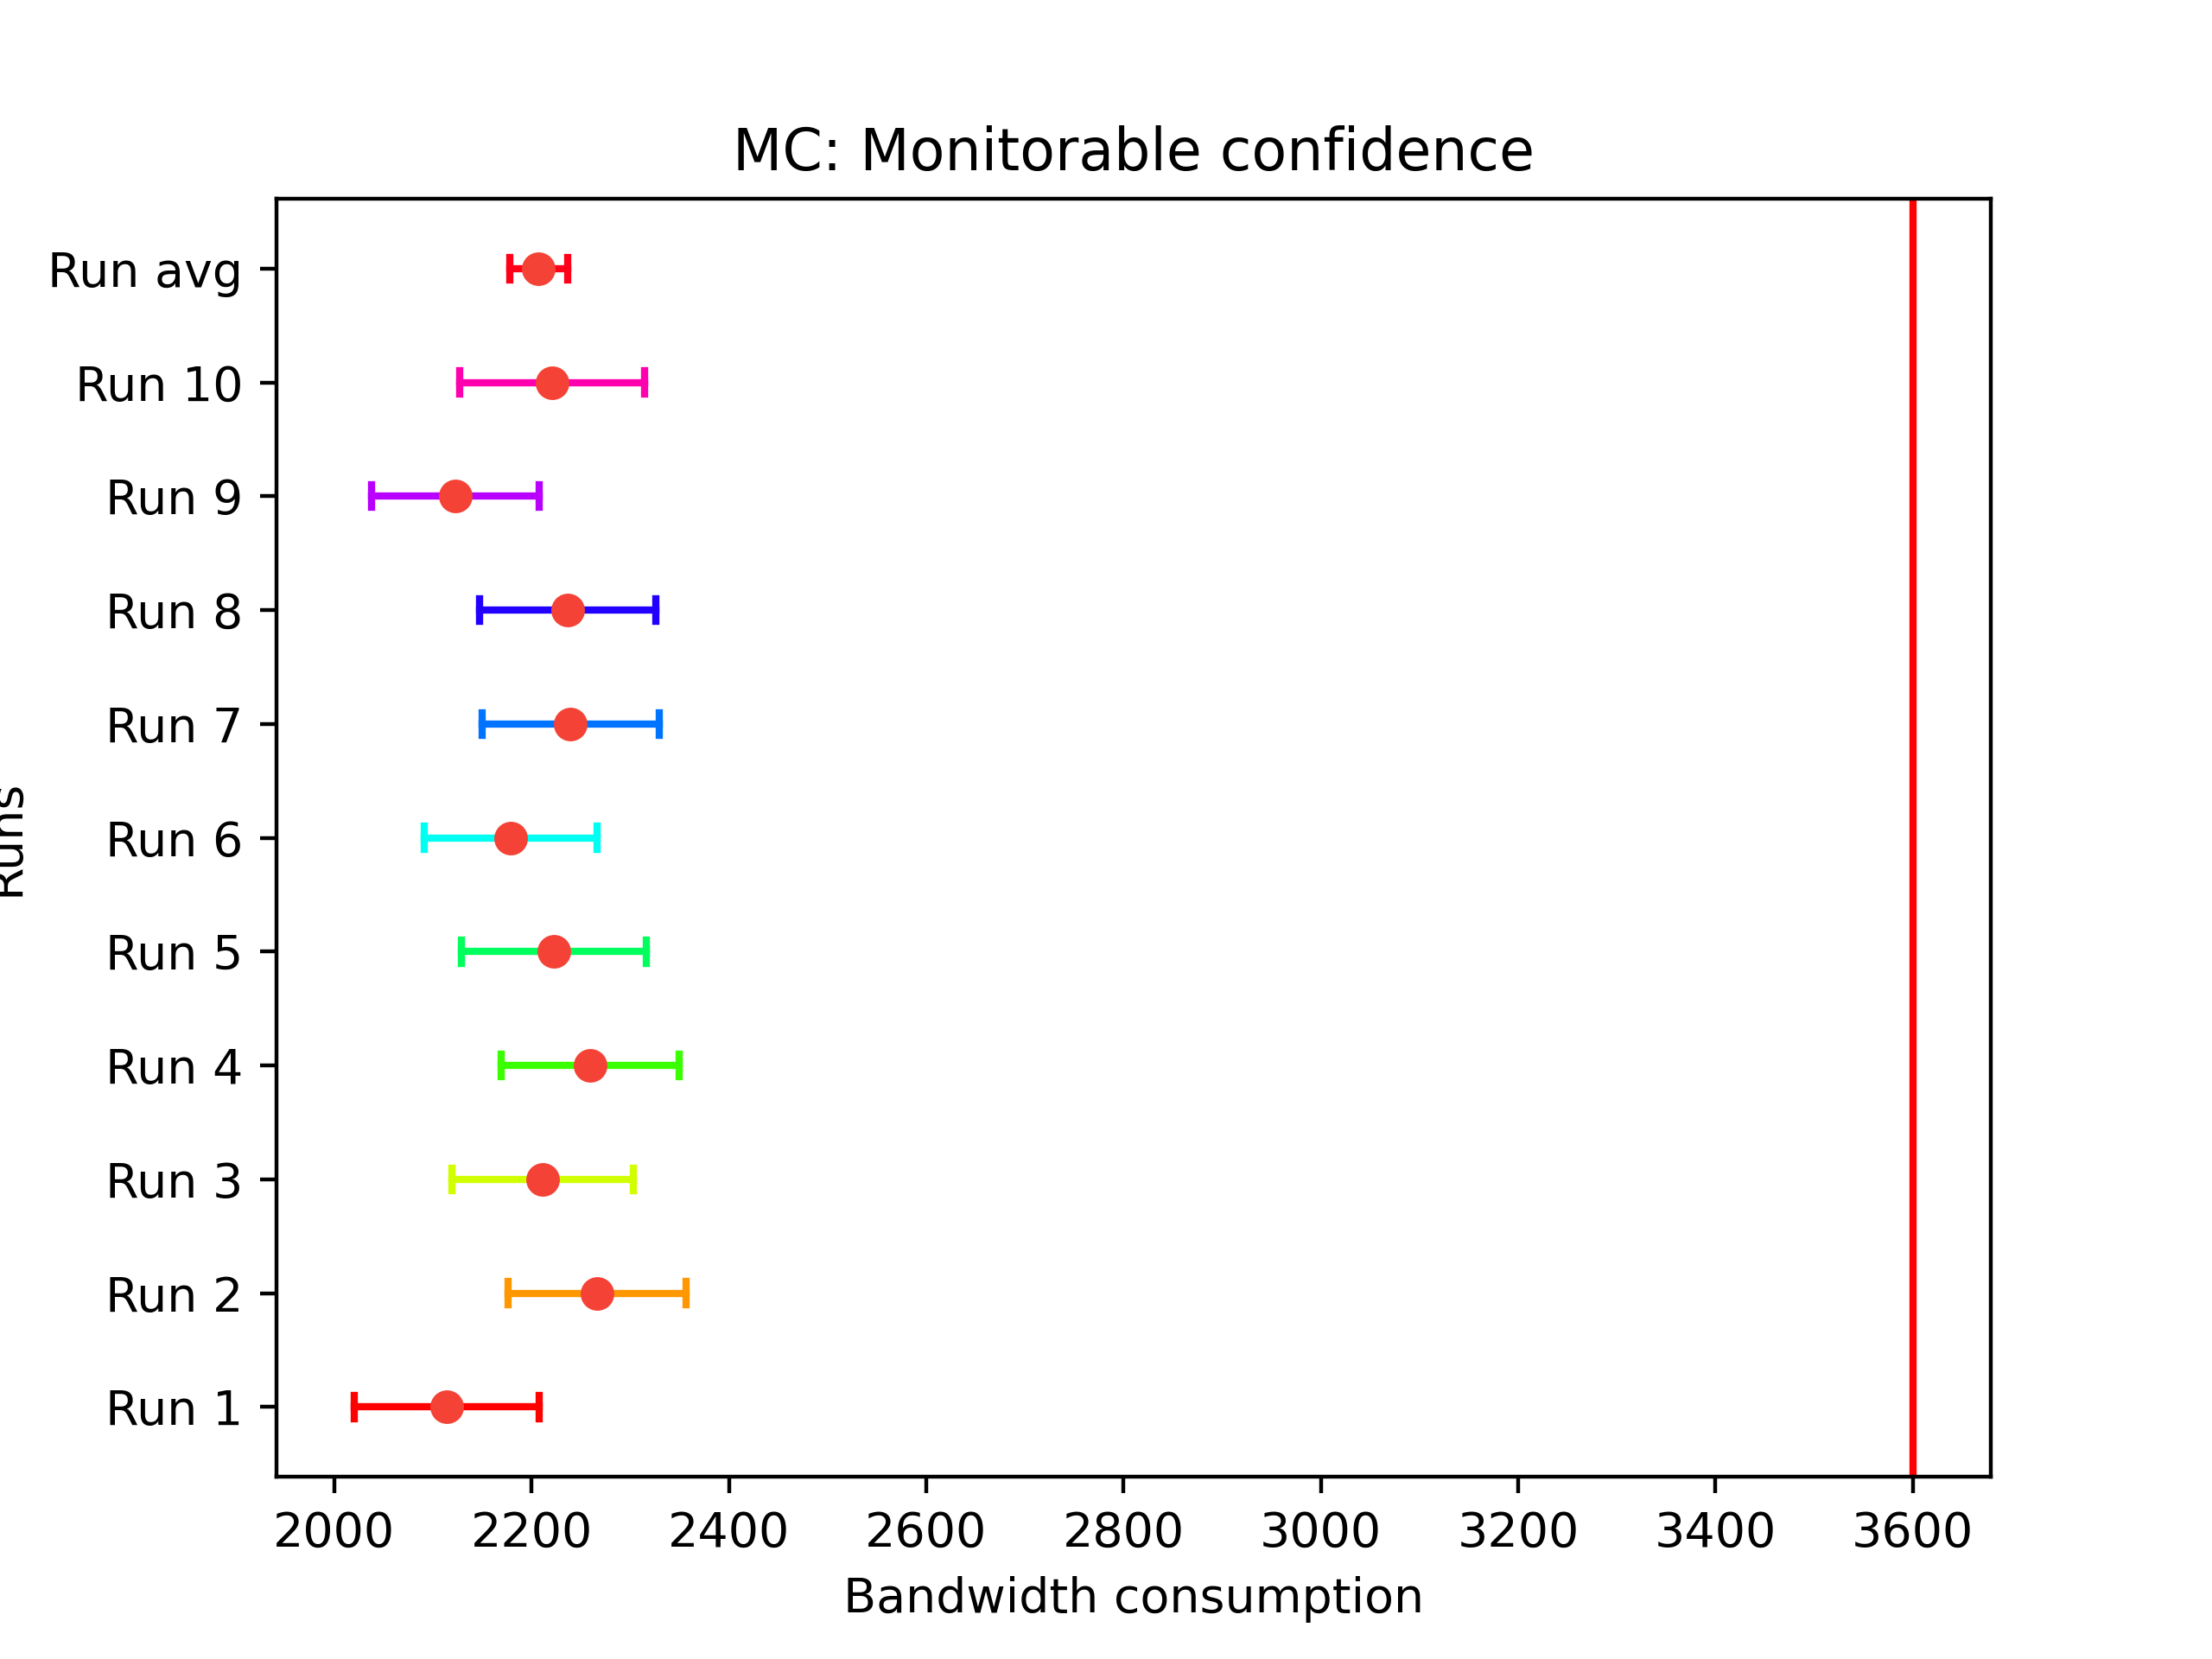 MC: Monitorable confidence
Run avg
Run 10
Run 9
Run 8
Run 7
Run 6
Run 5
Run 4
Run 3
Run 2
Run 1
Runs
2000 2200 2400 2600 2800 3000 3200 3400 3600
Bandwidth consumption